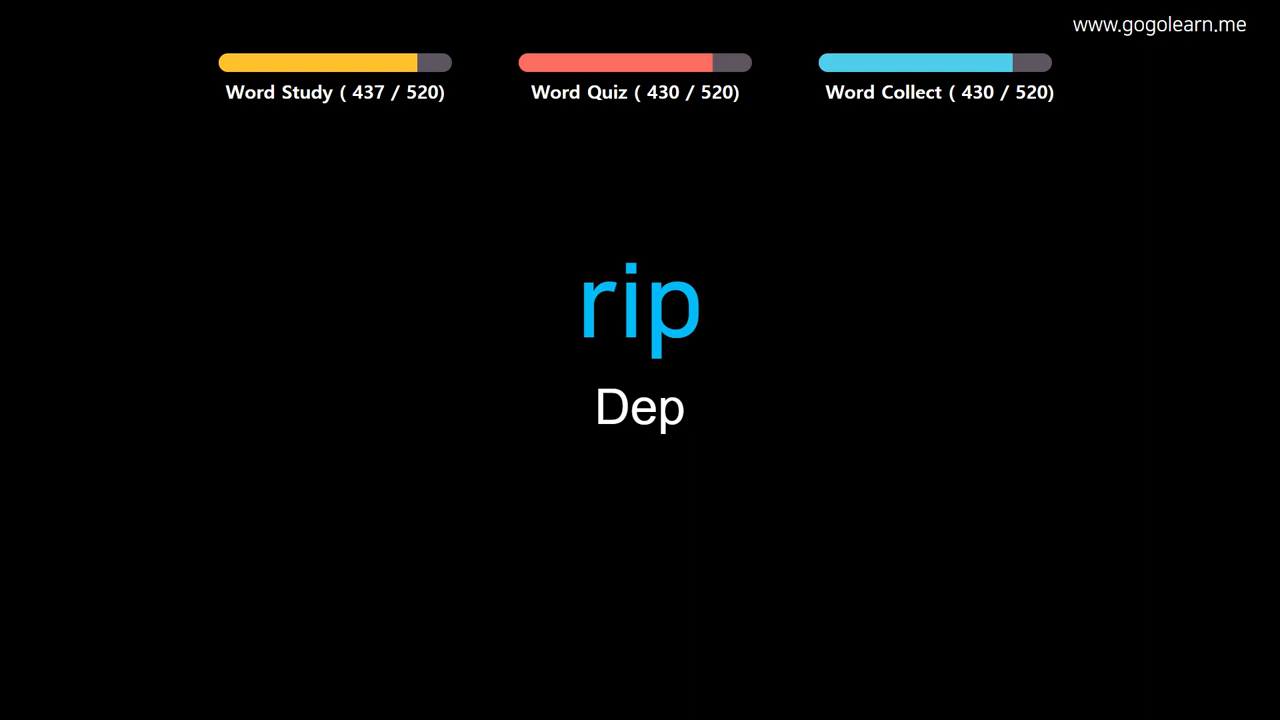 www.gogolearn.me
Word Study ( 437 / 520)
Word Quiz ( 430 / 520)
Word Collect ( 430 / 520)
rip
Dep